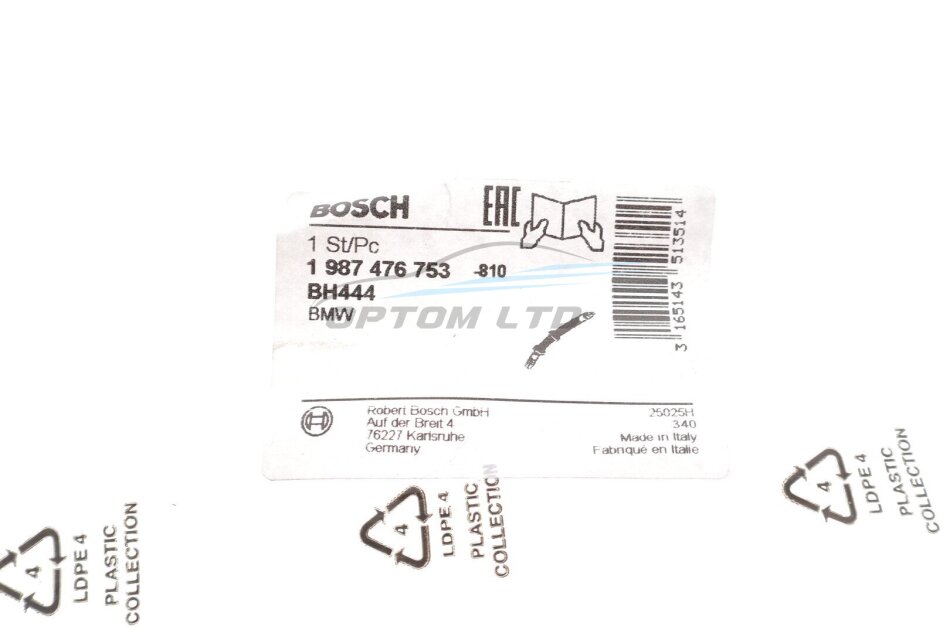 BOSCH
EAC
1 St/Pc
1 987 476 753 -810
BH444
BMW
OPTOM LTD
3 165143 513514
Robert Bosch GmbH
Auf der Breit 4
76227 Karlsruhe
Germany
25025H
340
Made in Italy
Fabriqué en Italie
4
LDPE 4
PLASTIC
COLLECTION
4
LDPE 4
PLASTIC
COLLECTION
4
LDPE 4
PLASTIC
COLLECTION